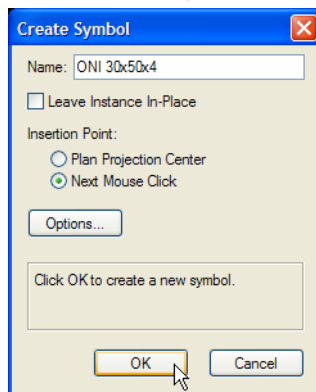 Create Symbol
Name: ONI 30x50x4
Leave Instance In-Place
Insertion Point:
Plan Projection Center
Next Mouse Click
Options...
Click OK to create a new symbol.
OK Cancel